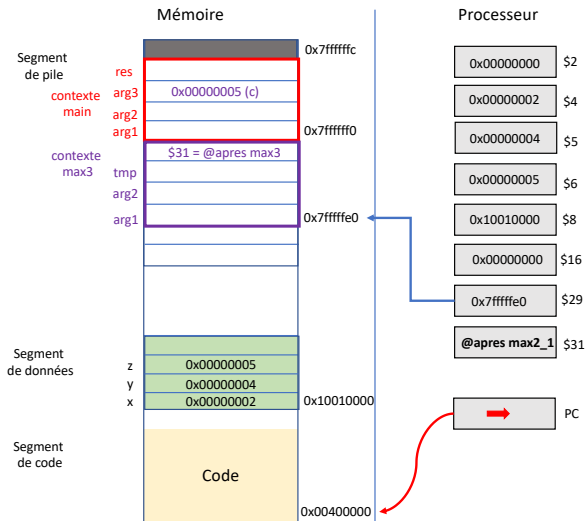 Mémoire
Processeur
0x7ffffffc
Segment
de pile
res
0x00000000
$2
contexte
main
arg3
0x00000005 (c)
0x00000002
$4
arg2
arg1
0x7ffffff0
0x00000004
$5
contexte
max3
$31 = @apres max3
tmp
0x00000005
$6
arg2
arg1
0x7fffffe0
0x10010000
$8
0x00000000
$16
0x7fffffe0
$29
@apres max2_1
$31
Segment
de données
z
0x00000005
y
0x00000004
x
0x00000002
0x10010000
PC
Segment
de code
Code
0x00400000